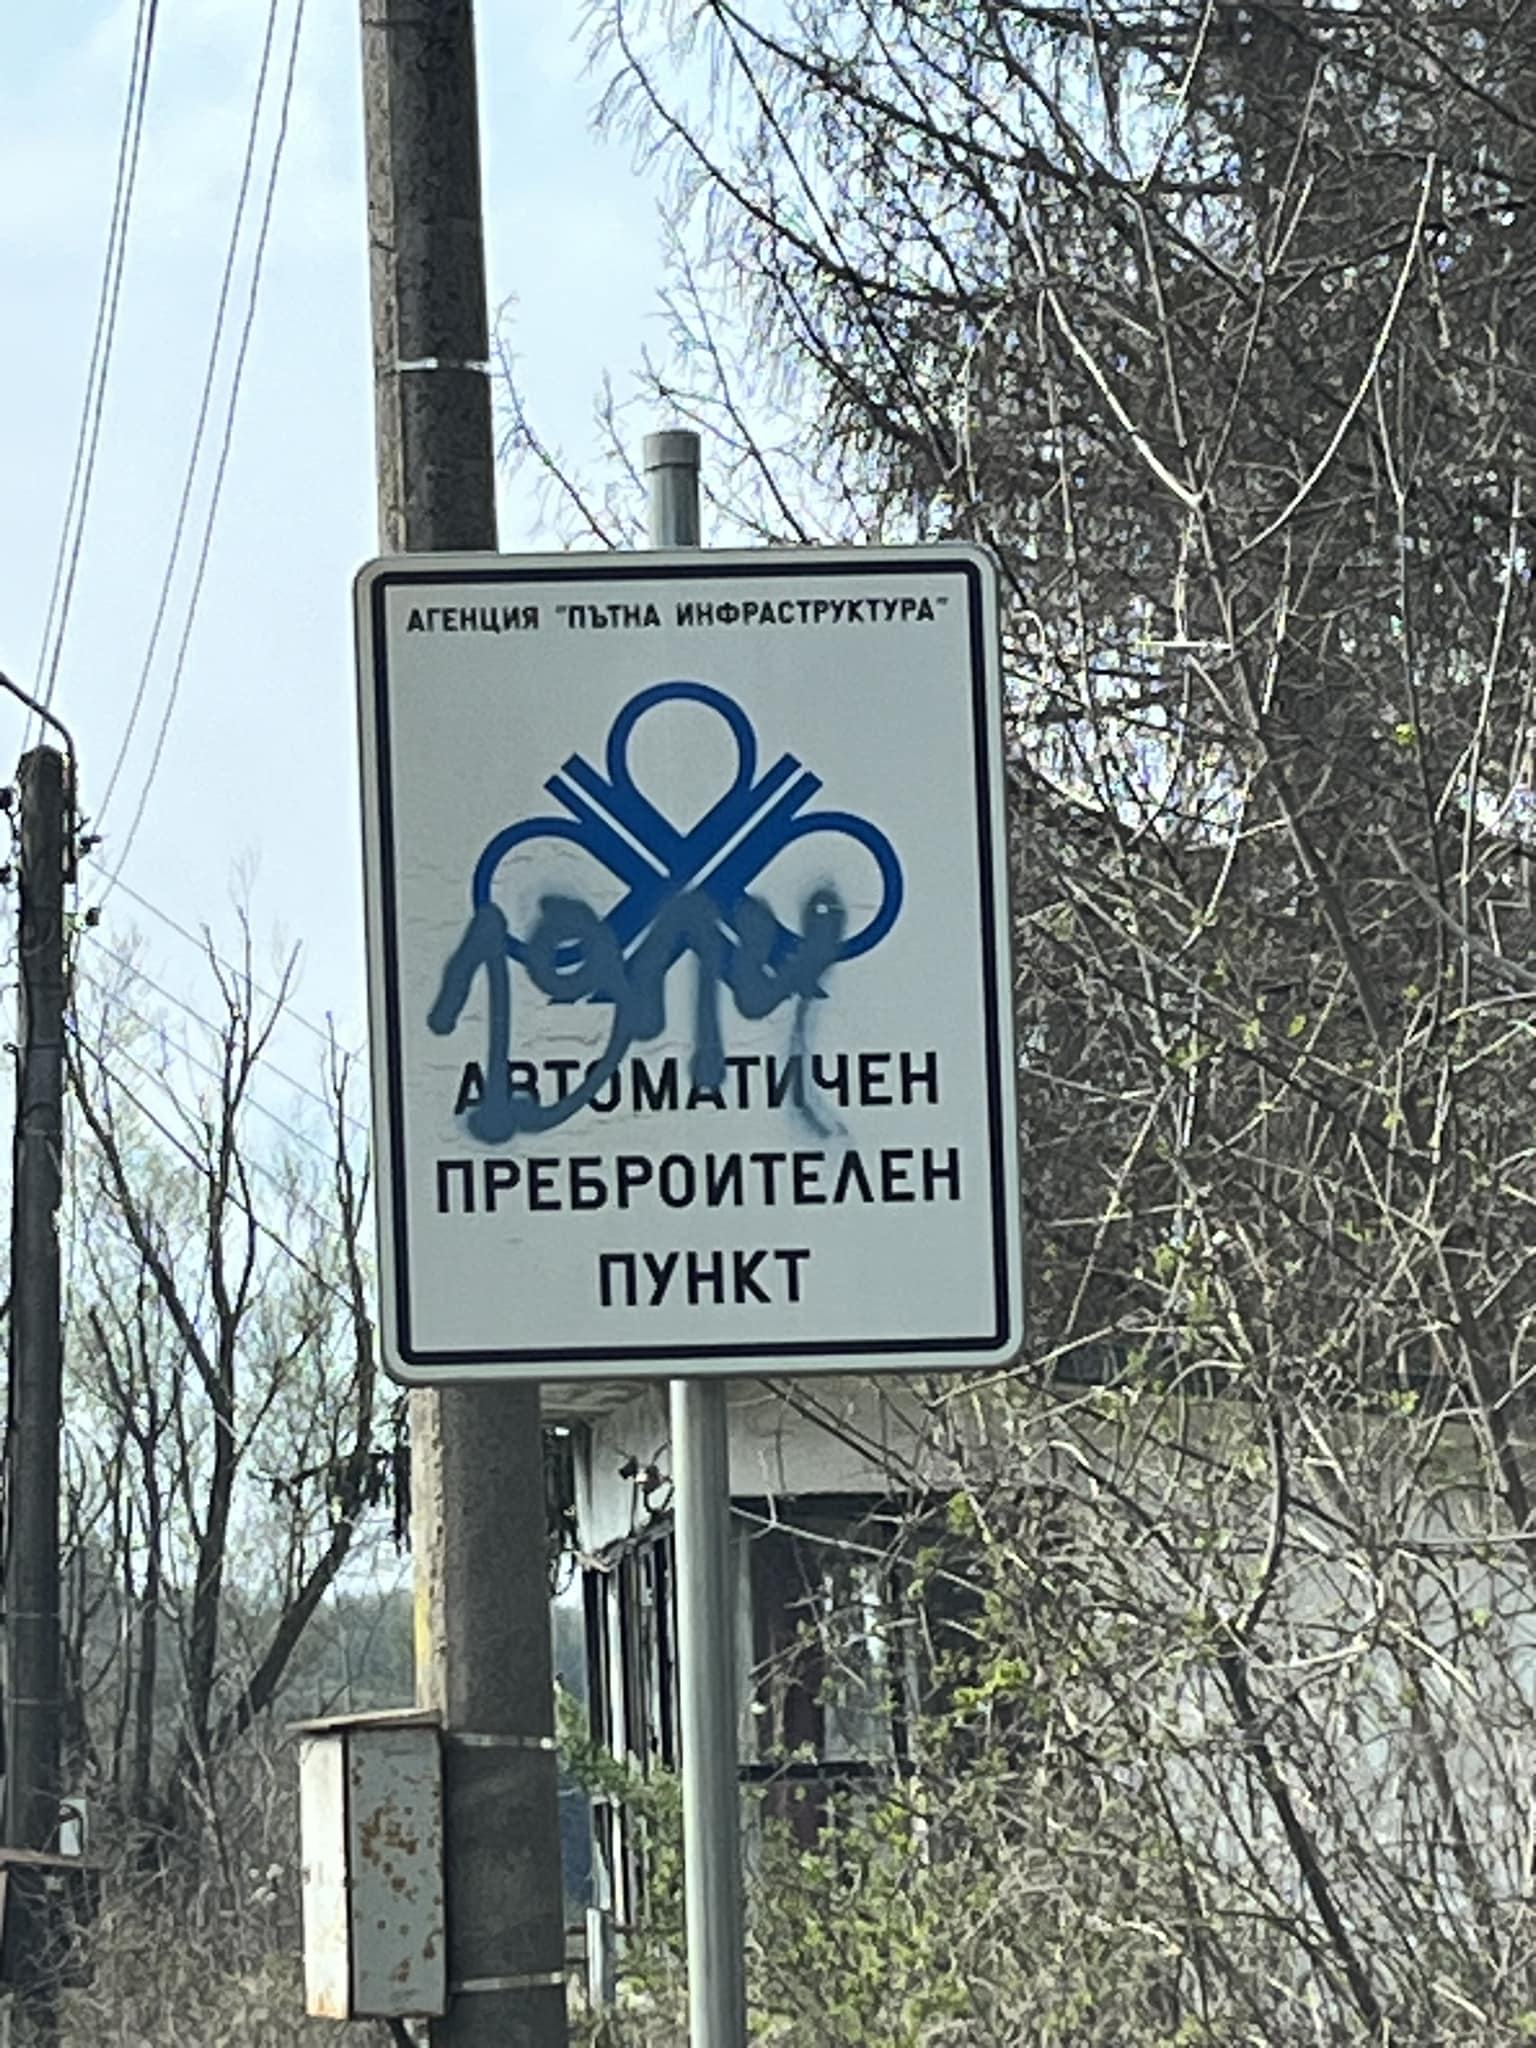 АГЕНЦИЯ "ПЪТНА ИНФРАСТРУКТУРА"
АВТОМАТИЧЕН
ПРЕБРОИТЕЛЕН
ПУНКТ